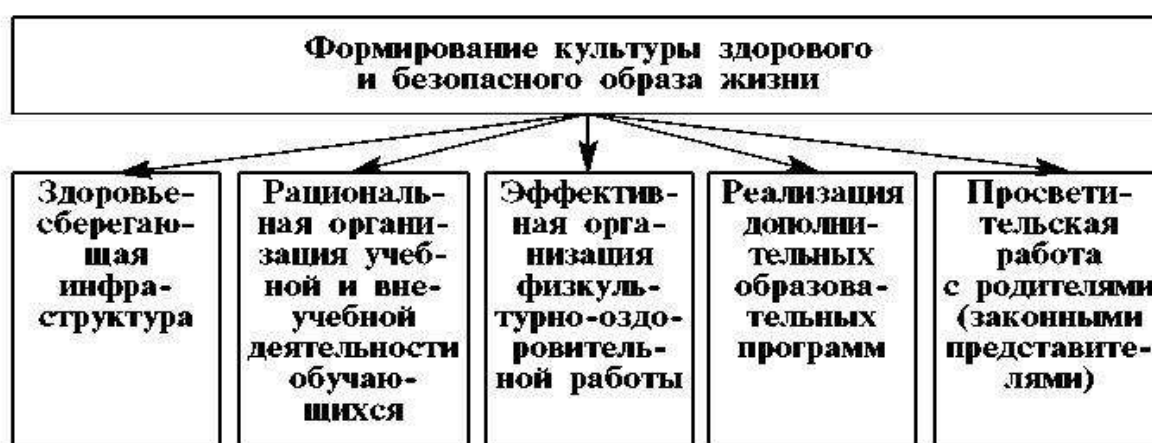 Формирование культуры здорового
и безопасного образа жизни
Здоровье-
сберегаю-
щая
инфра-
структура
Рациональ-
ная органи-
зация учеб-
ной и вне-
учебной
деятельности
обучаю-
щихся
Эффектив-
ная орга-
низация
физкуль-
турно-оздо-
ровитель-
ной работы
Реализация
дополни-
тельных
образова-
тельных
программ
Просвети-
тельская
работа
с родителями
(законными
представите-
лями)